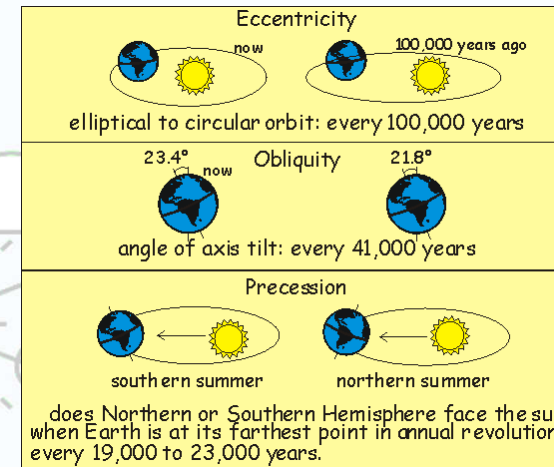 Eccentricity
now
100,000 years ago
elliptical to circular orbit: every 100,000 years
23.4° Obliquity 21.8°
now
angle of axis tilt: every 41,000 years
Precession
southern summer northern summer
does Northern or Southern Hemisphere face the su
when Earth is at its farthest point in annual revolution
every 19,000 to 23,000 years.